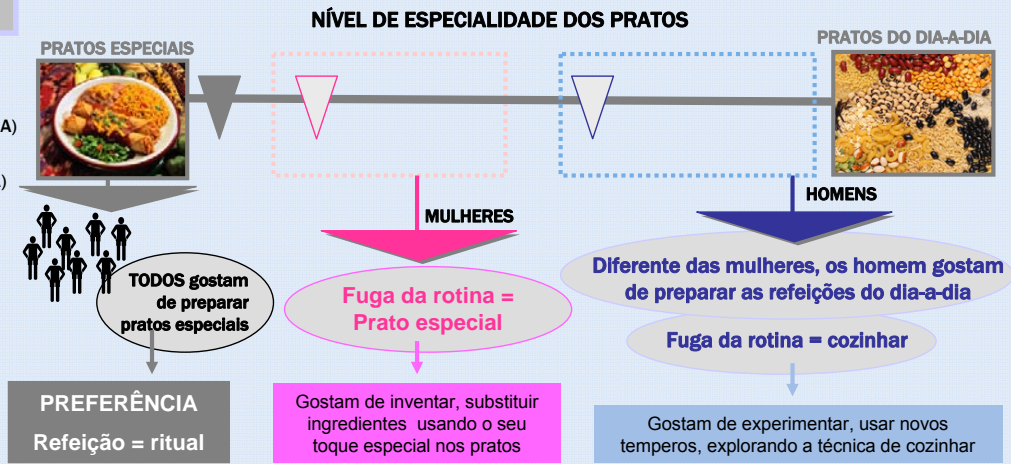 NÍVEL DE ESPECIALIDADE DOS PRATOS
PRATOS ESPECIAIS
PRATOS DO DIA-A-DIA
A)
)
MULHERES
HOMENS
TODOS gostam
de preparar
pratos especiais
Fuga da rotina =
Prato especial
Diferente das mulheres, os homem gostam
de preparar as refeições do dia-a-dia
Fuga da rotina = cozinhar
PREFERÊNCIA
Refeição = ritual
Gostam de inventar, substituir
ingredientes usando o seu
toque especial nos pratos
Gostam de experimentar, usar novos
temperos, explorando a técnica de cozinhar